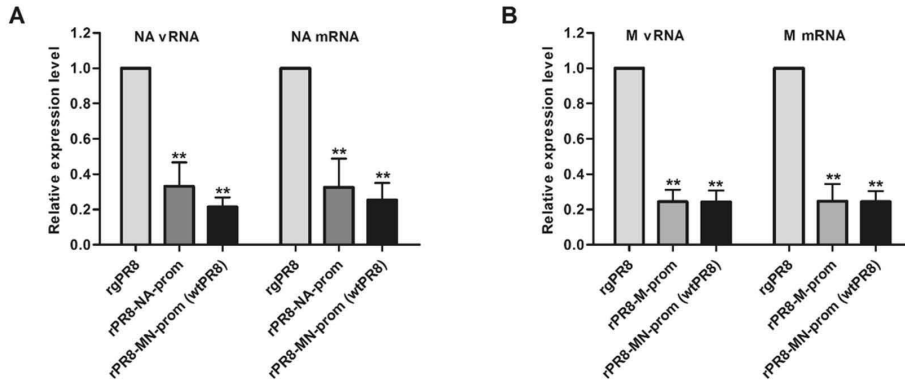 A
NA vRNA
NA mRNA
Relative expression level
1.2
1.0
0.8
0.6
0.4
0.2
0.0
**
**
**
**
rgPR8
rPR8-NA-prom
rPR8-MN-prom (wtPR8)
rgPR8
rPR8-NA-prom
rPR8-MN-prom (wtPR8)
B
M vRNA
M mRNA
Relative expression level
1.2
1.0
0.8
0.6
0.4
0.2
0.0
**
**
**
**
rgPR8
rPR8-M-prom
rPR8-MN-prom (wtPR8)
rgPR8
rPR8-M-prom
rPR8-MN-prom (wtPR8)